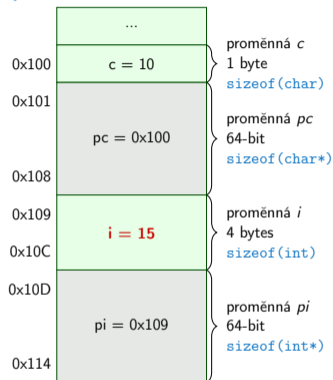 ...
0x100
c = 10
proměnná c
1 byte
sizeof(char)
0x101
pc = 0x100
0x108
proměnná pc
64-bit
sizeof(char*)
0x109
i = 15
0x10C
proměnná i
4 bytes
sizeof(int)
0x10D
pi = 0x109
0x114
proměnná pi
64-bit
sizeof(int*)